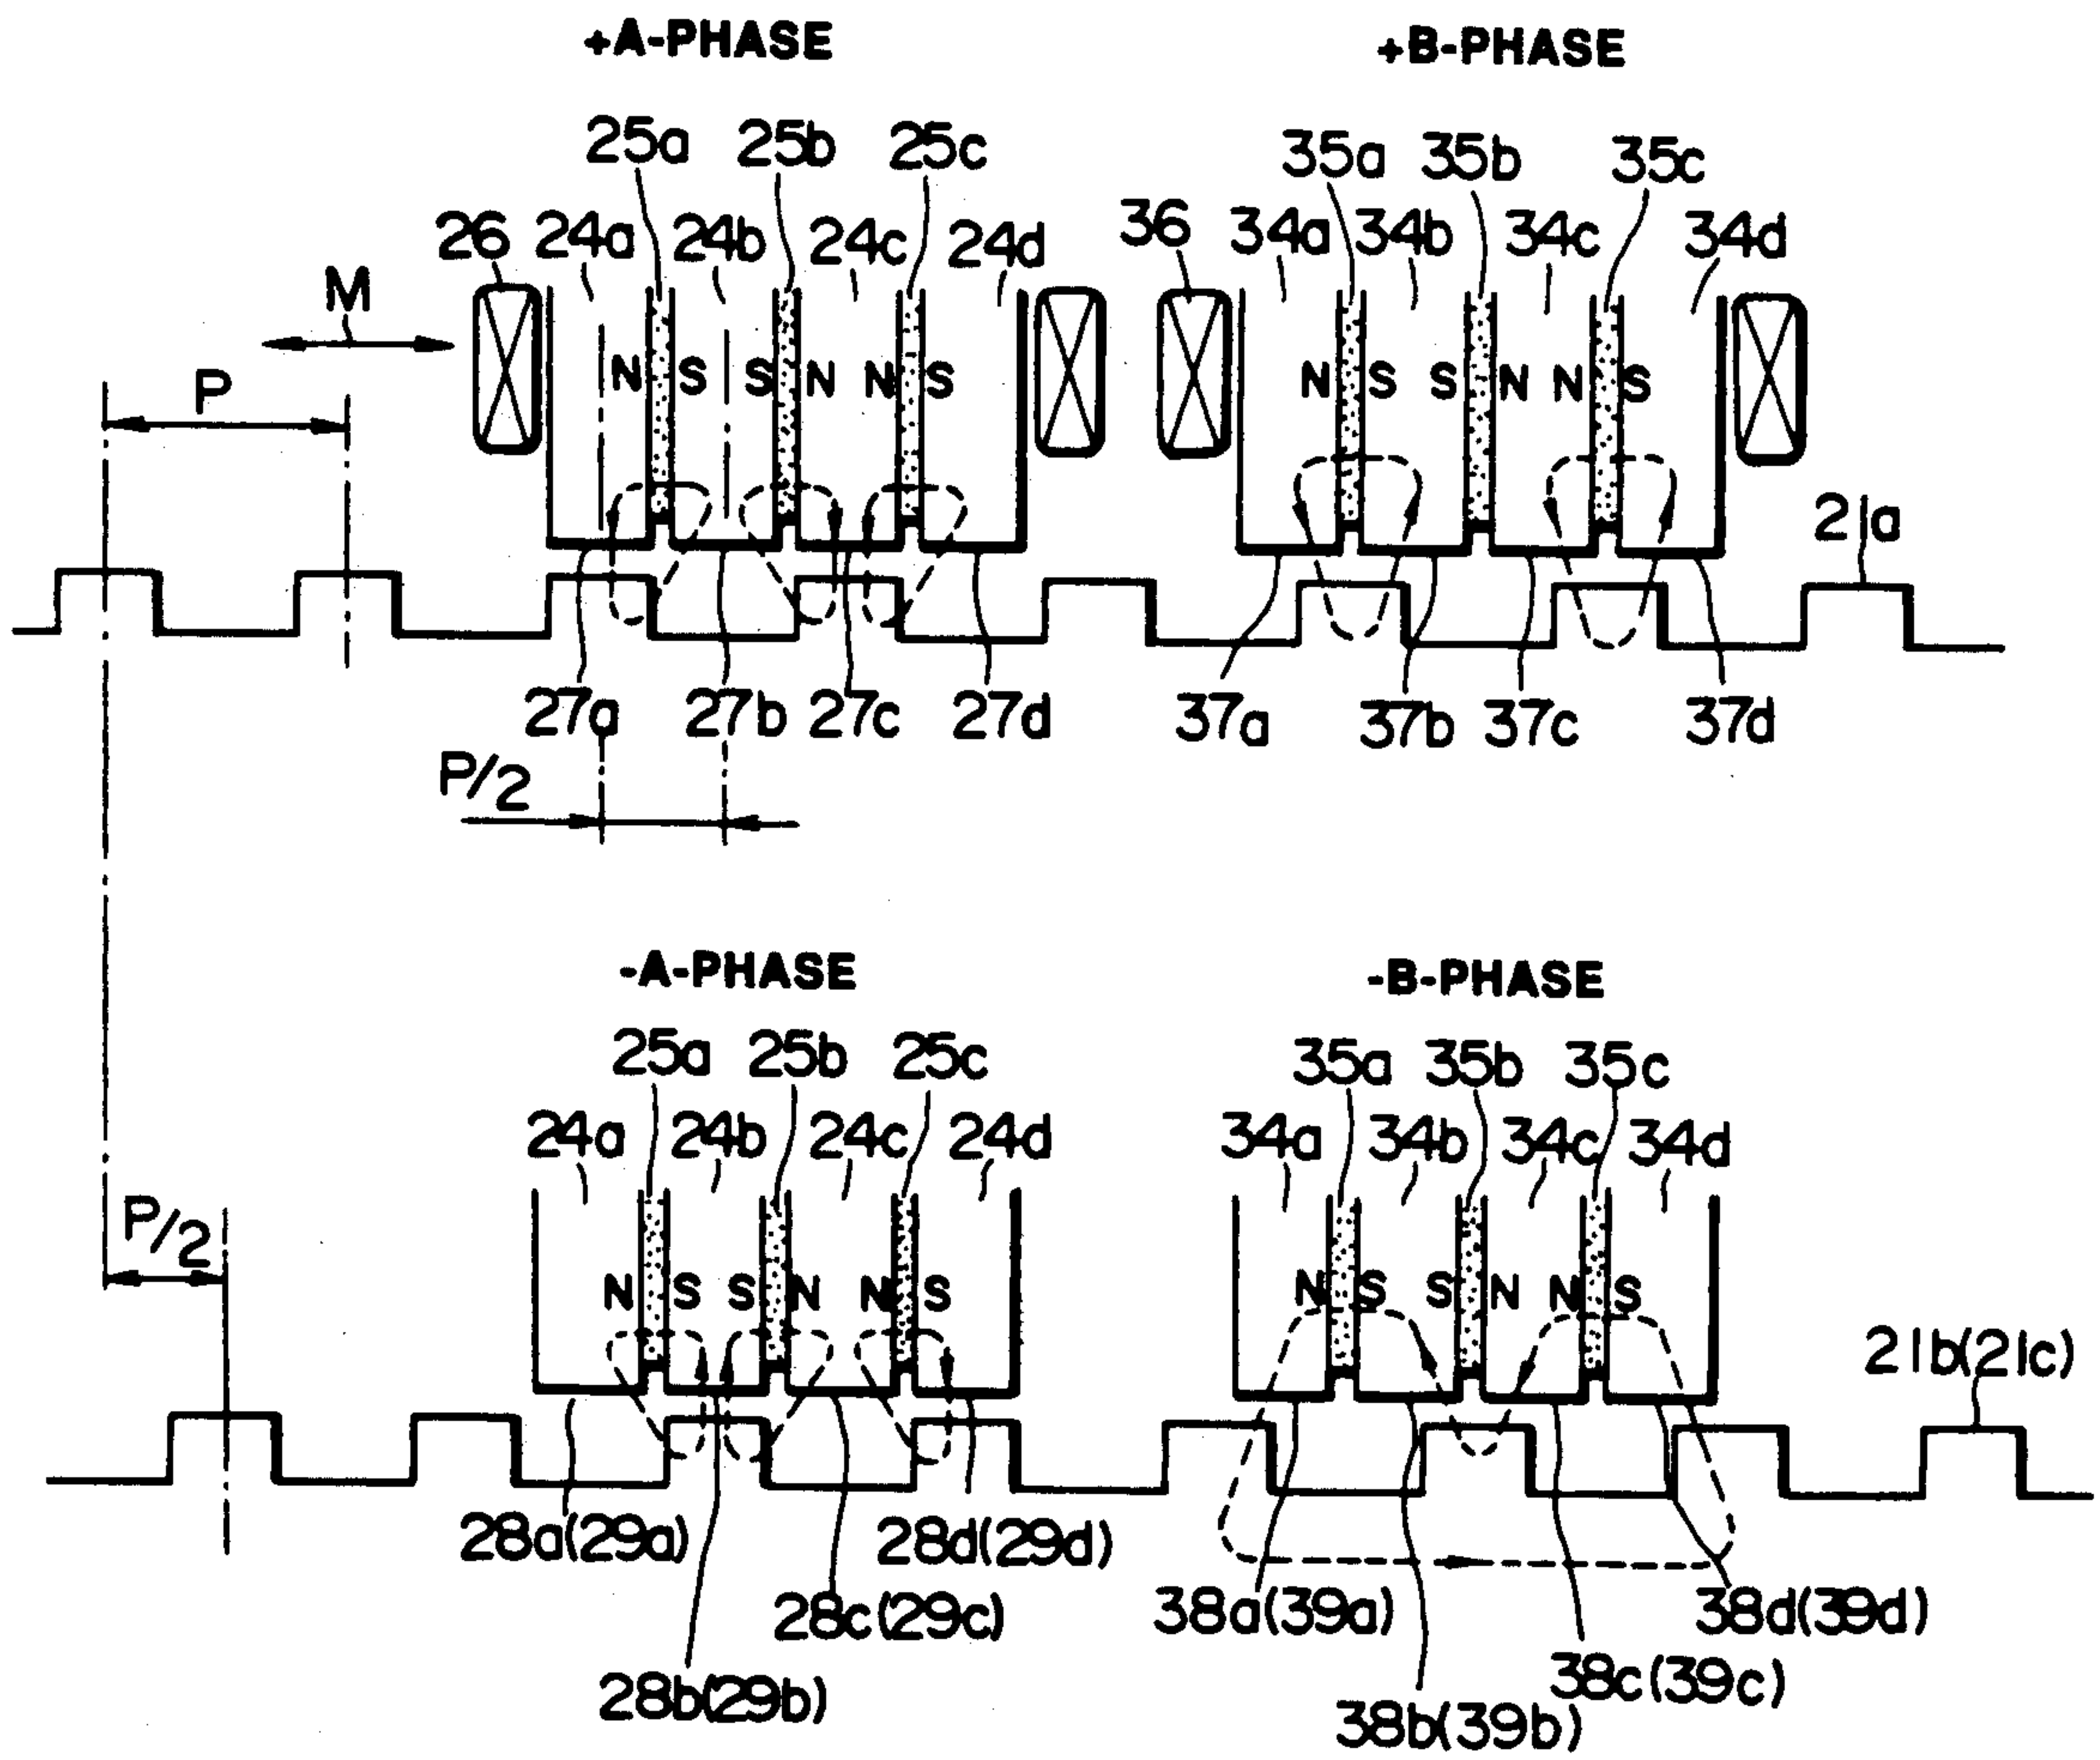 +A-PHASE +B-PHASE
25a 25b 25c 35a 35b 35c
26 24a 24b 24c 24d 36 34a 34b 34c 34d
M
P
N S S N N S N S S N N S
21a
27a 27b 27c 27d 37a 37b 37c 37d
P/2
-A-PHASE -B-PHASE
25a 25b 25c 35a 35b 35c
24a 24b 24c 24d 34a 34b 34c 34d
P/2
N S S N N S N S S N N S
21b(21c)
28a(29a) 28d(29d)
28c(29c) 38a(39a) 38d(39d)
28b(29b) 38c(39c)
38b(39b)